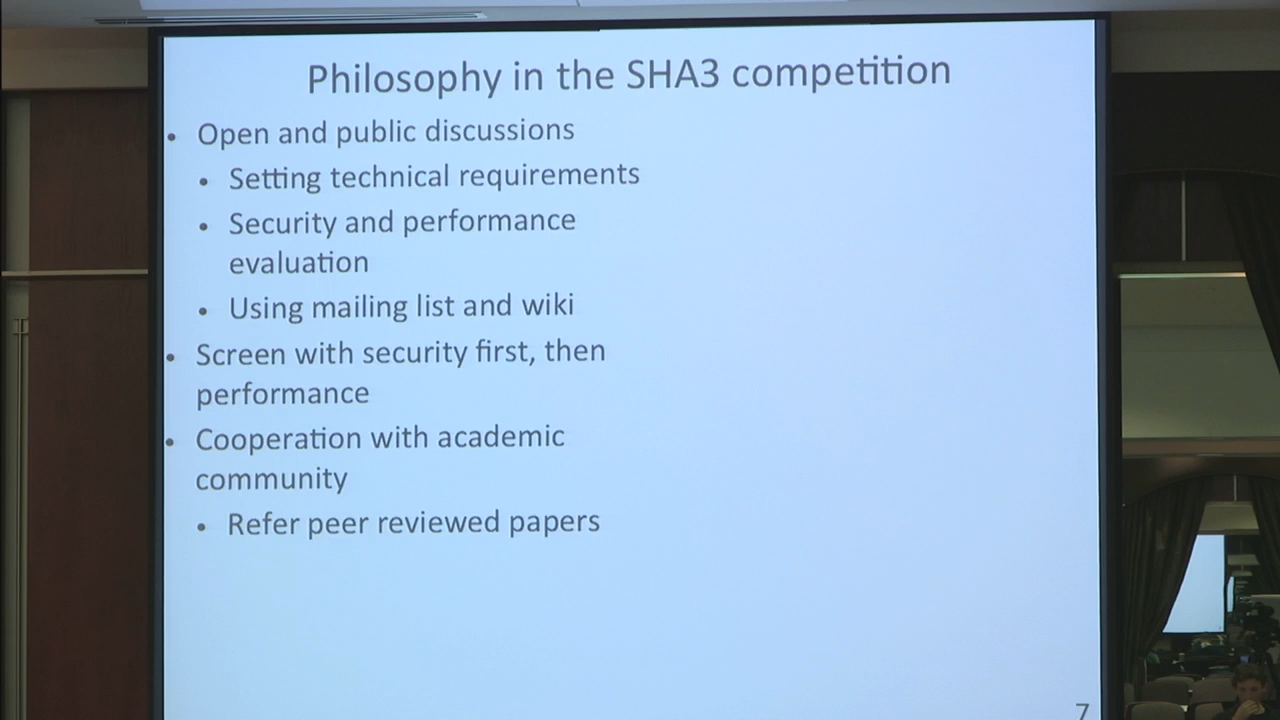 Philosophy in the SHA3 competition
• Open and public discussions
• Setting technical requirements
• Security and performance
evaluation
• Using mailing list and wiki
• Screen with security first, then
performance
• Cooperation with academic
community
• Refer peer reviewed papers
7